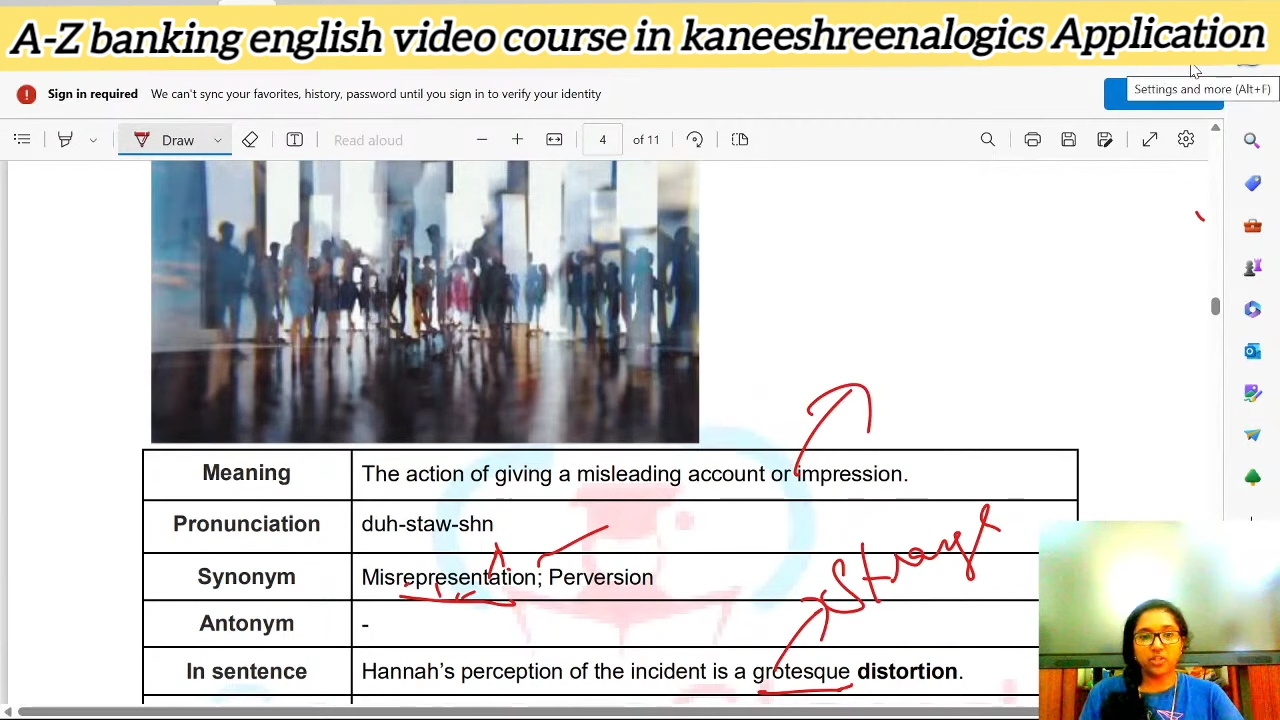 A-Z banking english video course in kaneeshreenalogics Application
Sign in required We can't sync your favorites, history, password until you sign in to verify your identity
Settings and more (Alt+F)
Draw
Read aloud
4 of 11
Meaning The action of giving a misleading account or impression.
Pronunciation duh-staw-shn
Synonym Misrepresentation; Perversion
Strange
Antonym -
In sentence Hannah's perception of the incident is a grotesque distortion.